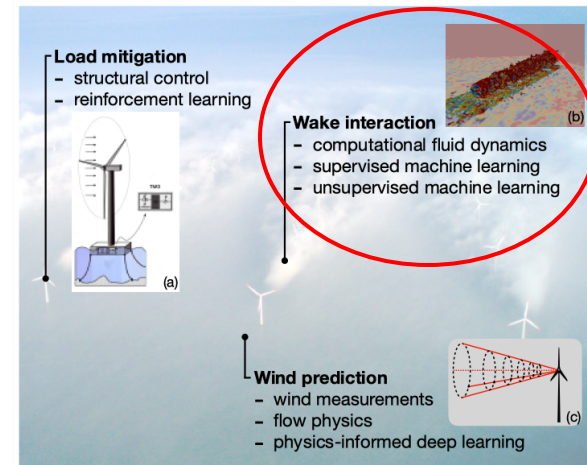 Load mitigation
– structural control
– reinforcement learning
(a)
(b)
Wake interaction
– computational fluid dynamics
– supervised machine learning
– unsupervised machine learning
Wind prediction
– wind measurements
– flow physics
– physics-informed deep learning
(c)